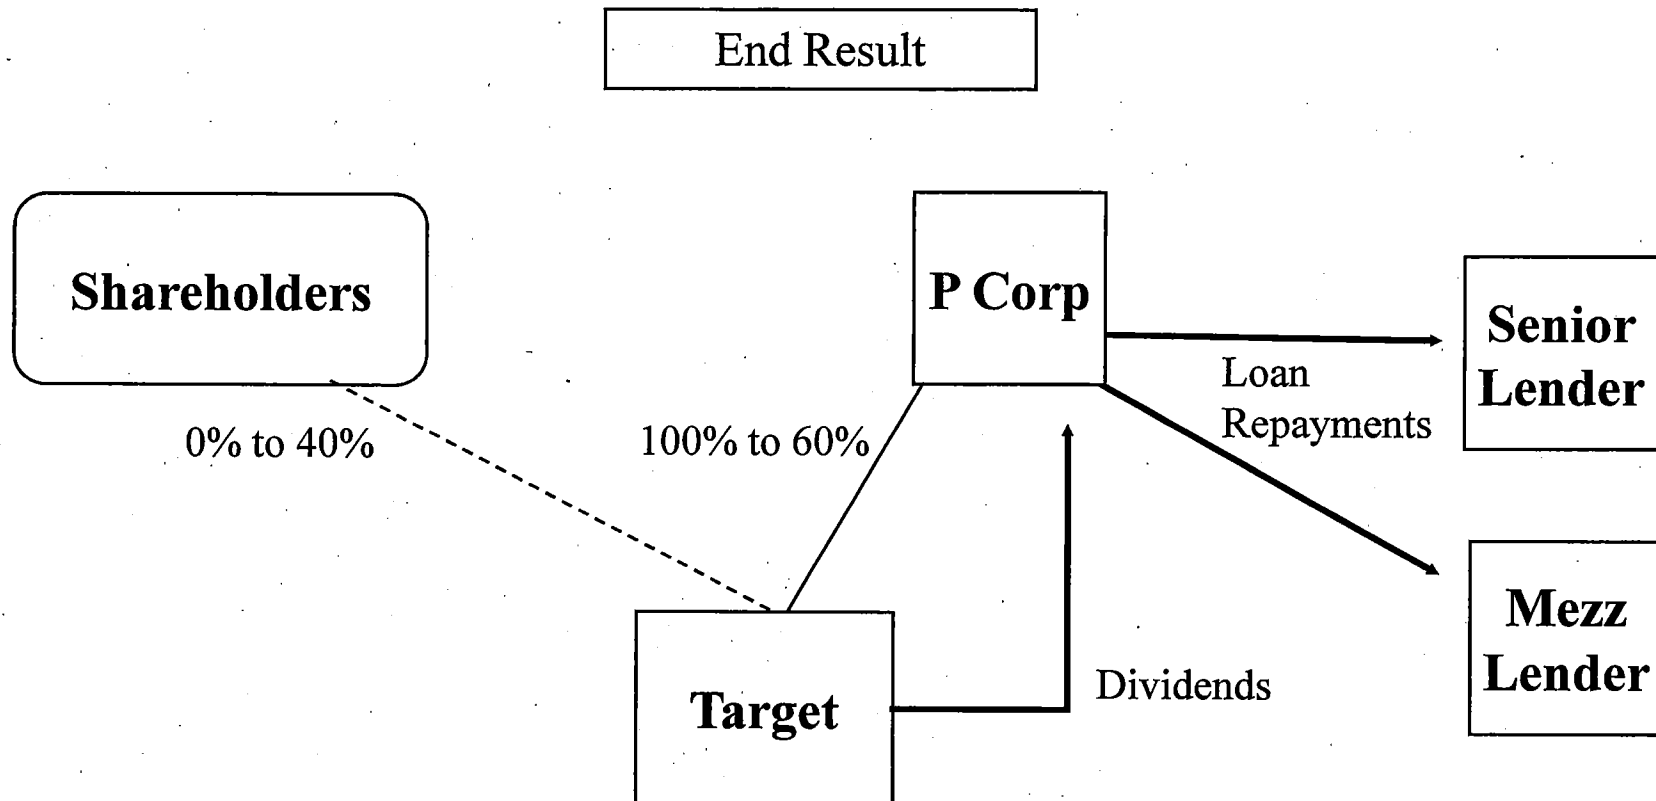 End Result
Shareholders
P Corp
Senior
Lender
Loan
Repayments
0% to 40%
100% to 60%
Mezz
Lender
Dividends
Target